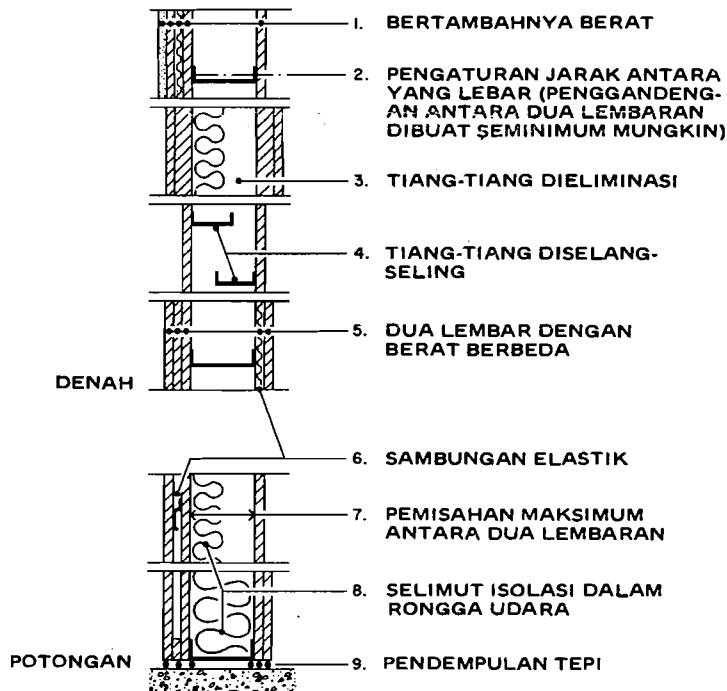 1. BERTAMBAHNYA BERAT
2. PENGATURAN JARAK ANTARA
YANG LEBAR (PENGGANDENG-
AN ANTARA DUA LEMBARAN
DIBUAT SEMINIMUM MUNGKIN)
3. TIANG-TIANG DIELIMINASI
4. TIANG-TIANG DISELANG-
SELING
5. DUA LEMBAR DENGAN
BERAT BERBEDA
DENAH
6. SAMBUNGAN ELASTIK
7. PEMISAHAN MAKSIMUM
ANTARA DUA LEMBARAN
8. SELIMUT ISOLASI DALAM
RONGGA UDARA
POTONGAN
9. PENDEMPULAN TEPI